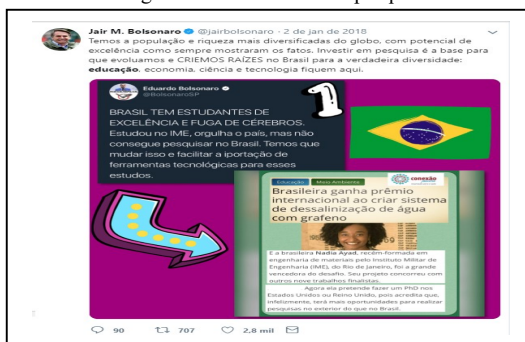 Jair M. Bolsonaro @jairbolsonaro · 2 de jan de 2018
Temos a população e riqueza mais diversificadas do globo, com potencial de
excelência como sempre mostraram os fatos. Investir em pesquisa é a base para
que evoluamos e CRIEMOS RAÍZES no Brasil para a verdadeira diversidade:
educação, economia, ciência e tecnologia fiquem aqui.
Eduardo Bolsonaro
@BolsonaroSP
BRASIL TEM ESTUDANTES DE
EXCELÊNCIA E FUGA DE CÉREBROS.
Estudou no IME, orgulha o país, mas não
consegue pesquisar no Brasil. Temos que
mudar isso e facilitar a iportação de
ferramentas tecnológicas para esses
estudos.
1
Educação Meio Ambiente
conexão
Brasileira ganha prêmio
internacional ao criar sistema
de dessalinização de água
com grafeno
E a brasileira Nadia Ayad, recém-formada em
engenharia de materiais pelo Instituto Militar de
Engenharia (IME), do Rio de Janeiro, foi a grande
vencedora do desafio. Seu projeto concorreu com
outros nove trabalhos finalistas.
Agora ela pretende fazer um PhD nos
Estados Unidos ou Reino Unido, pois acredita que,
infelizmente, terá mais oportunidades para realizar
pesquisas no exterior do que no Brasil.
90 707 2,8 mil